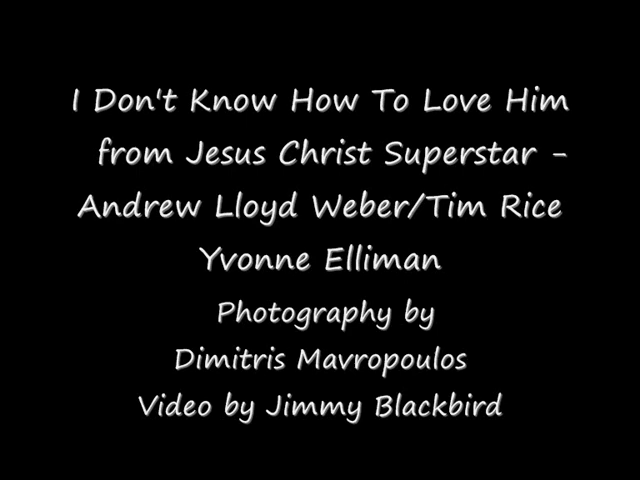 I Don't Know How To Love Him
from Jesus Christ Superstar -
Andrew Lloyd Weber/Tim Rice
Yvonne Elliman
Photography by
Dimitris Mavropoulos
Video by Jimmy Blackbird